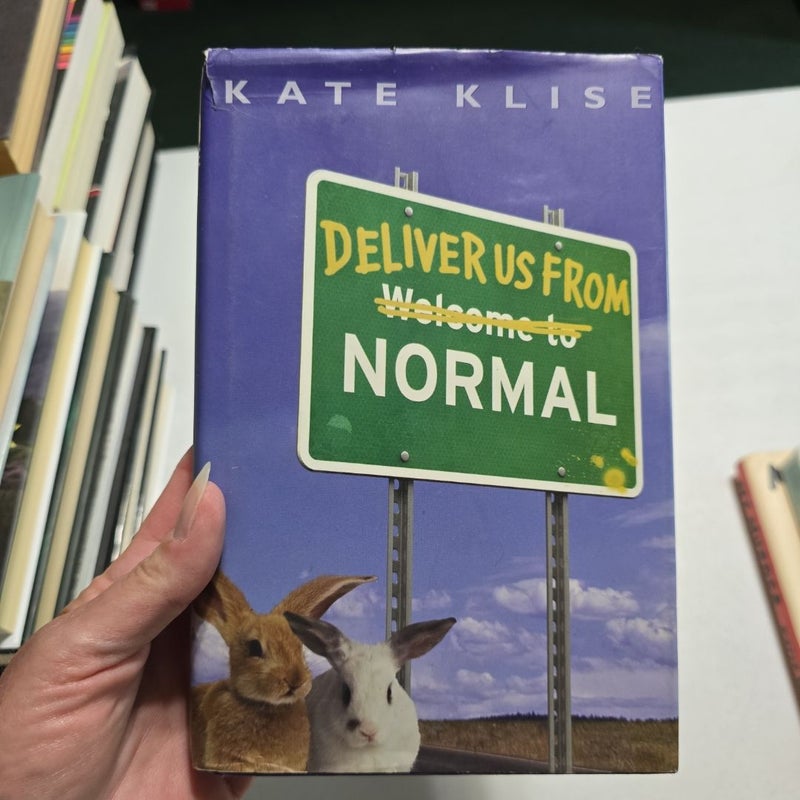 KATE KLISE
DELIVER US FROM
Welcome to
NORMAL